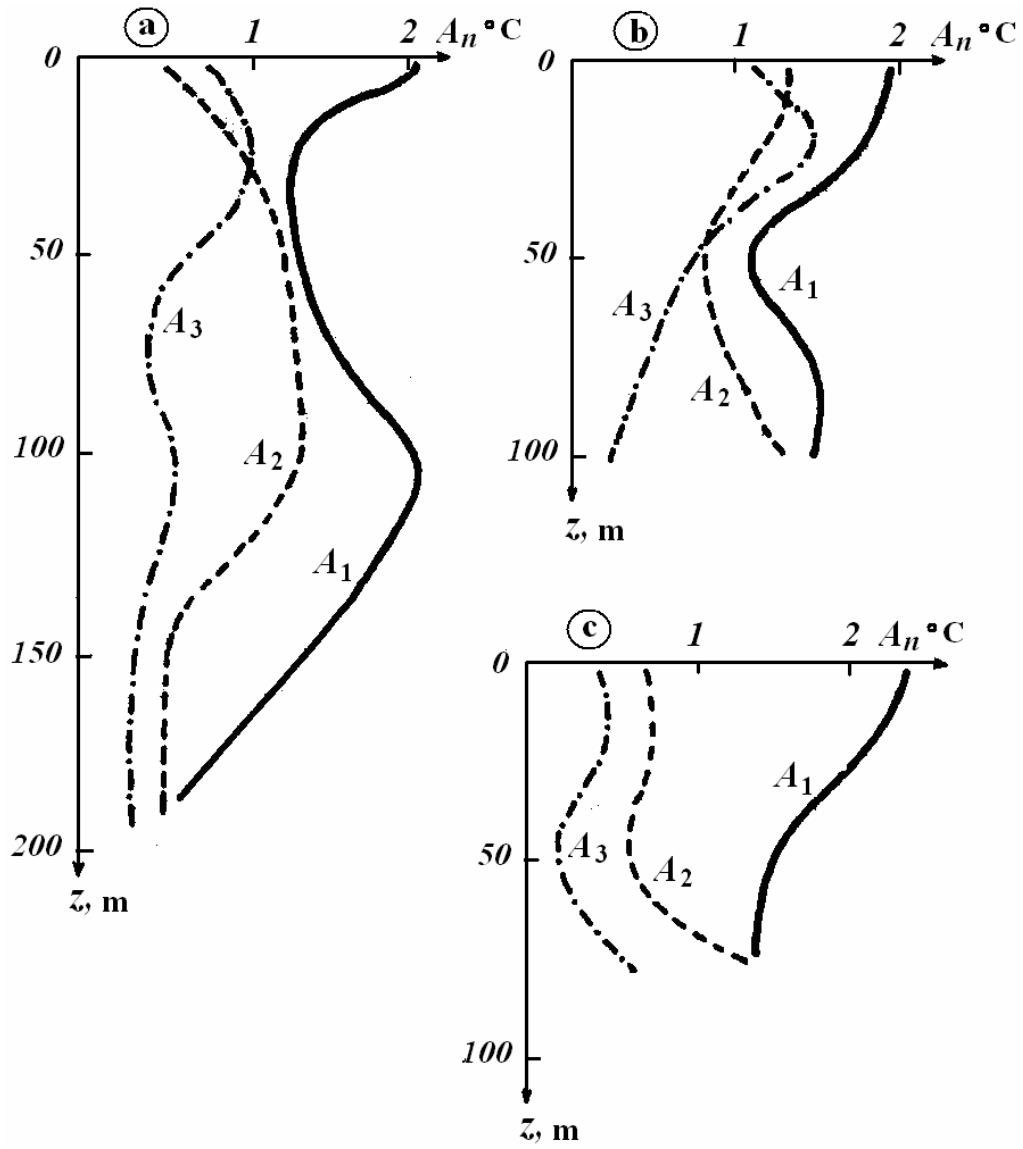 a 1 2 Aₙ °C
0
50
100
150
200
z, m
A₃
A₂
A₁
b 1 2 Aₙ °C
0
50
100
z, m
A₁
A₃
A₂
c 1 2 Aₙ °C
0
50
100
z, m
A₁
A₃
A₂